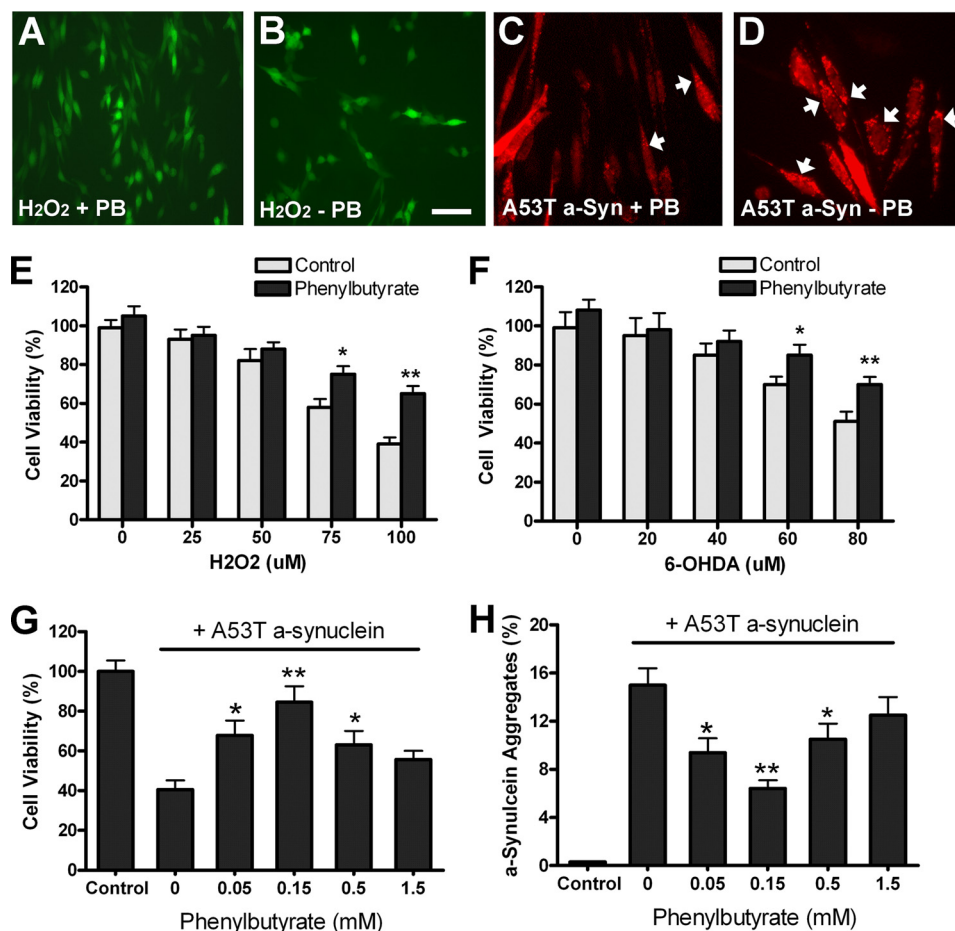 A
B
C
D
H2O2 + PB
H2O2 - PB
A53T a-Syn + PB
A53T a-Syn - PB
E
Control
Phenylbutyrate
Cell Viability (%)
120
100
80
60
40
20
0
*
**
0 25 50 75 100
H2O2 (uM)
F
Control
Phenylbutyrate
Cell Viability (%)
120
100
80
60
40
20
0
*
**
0 20 40 60 80
6-OHDA (uM)
G
+ A53T a-synuclein
Cell Viability (%)
120
100
80
60
40
20
0
*
**
*
Control 0 0.05 0.15 0.5 1.5
Phenylbutyrate (mM)
H
+ A53T a-synuclein
a-Synulcein Aggregates (%)
20
16
12
8
4
0
*
**
*
Control 0 0.05 0.15 0.5 1.5
Phenylbutyrate (mM)